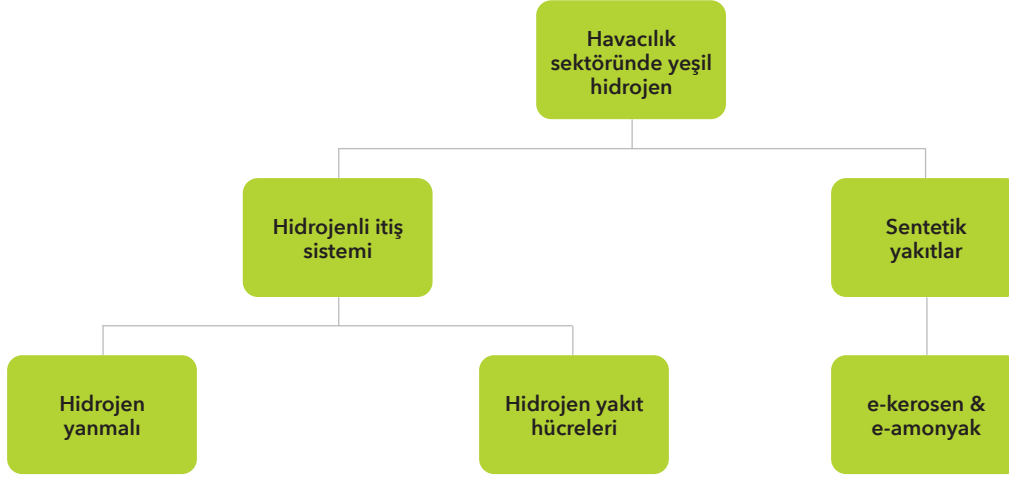 Havacılık
sektöründe yeşil
hidrojen
Hidrojenli itiş
sistemi
Sentetik
yakıtlar
Hidrojen
yanmalı
Hidrojen yakıt
hücreleri
e-kerosen &
e-amonyak